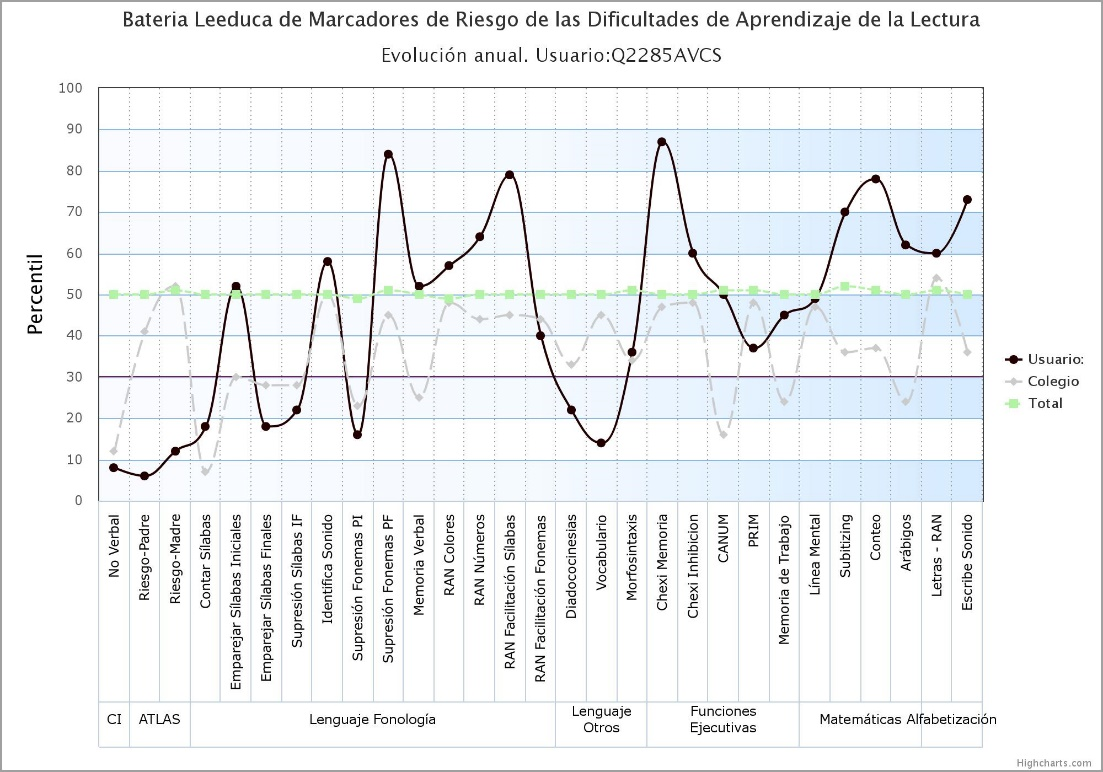 Bateria Leeduca de Marcadores de Riesgo de las Dificultades de Aprendizaje de la Lectura
Evolución anual. Usuario:Q2285AVCS
Percentil
100
90
80
70
60
50
40
30
20
10
0
No Verbal
Riesgo-Padre
Riesgo-Madre
Contar Sílabas
Emparejar Sílabas Iniciales
Emparejar Sílabas Finales
Supresión Sílabas IF
Identifica Sonido
Supresión Fonemas PI
Supresión Fonemas PF
Memoria Verbal
RAN Colores
RAN Números
RAN Facilitación Sílabas
RAN Facilitación Fonemas
Diadococinesias
Vocabulario
Morfosintaxis
Chexi Memoria
Chexi Inhibicion
CANUM
PRIM
Memoria de Trabajo
Línea Mental
Subitizing
Conteo
Arábigos
Letras - RAN
Escribe Sonido
CI
ATLAS
Lenguaje Fonología
Lenguaje
Otros
Funciones
Ejecutivas
Matemáticas
Alfabetización
Usuario:
Colegio
Total
Highcharts.com